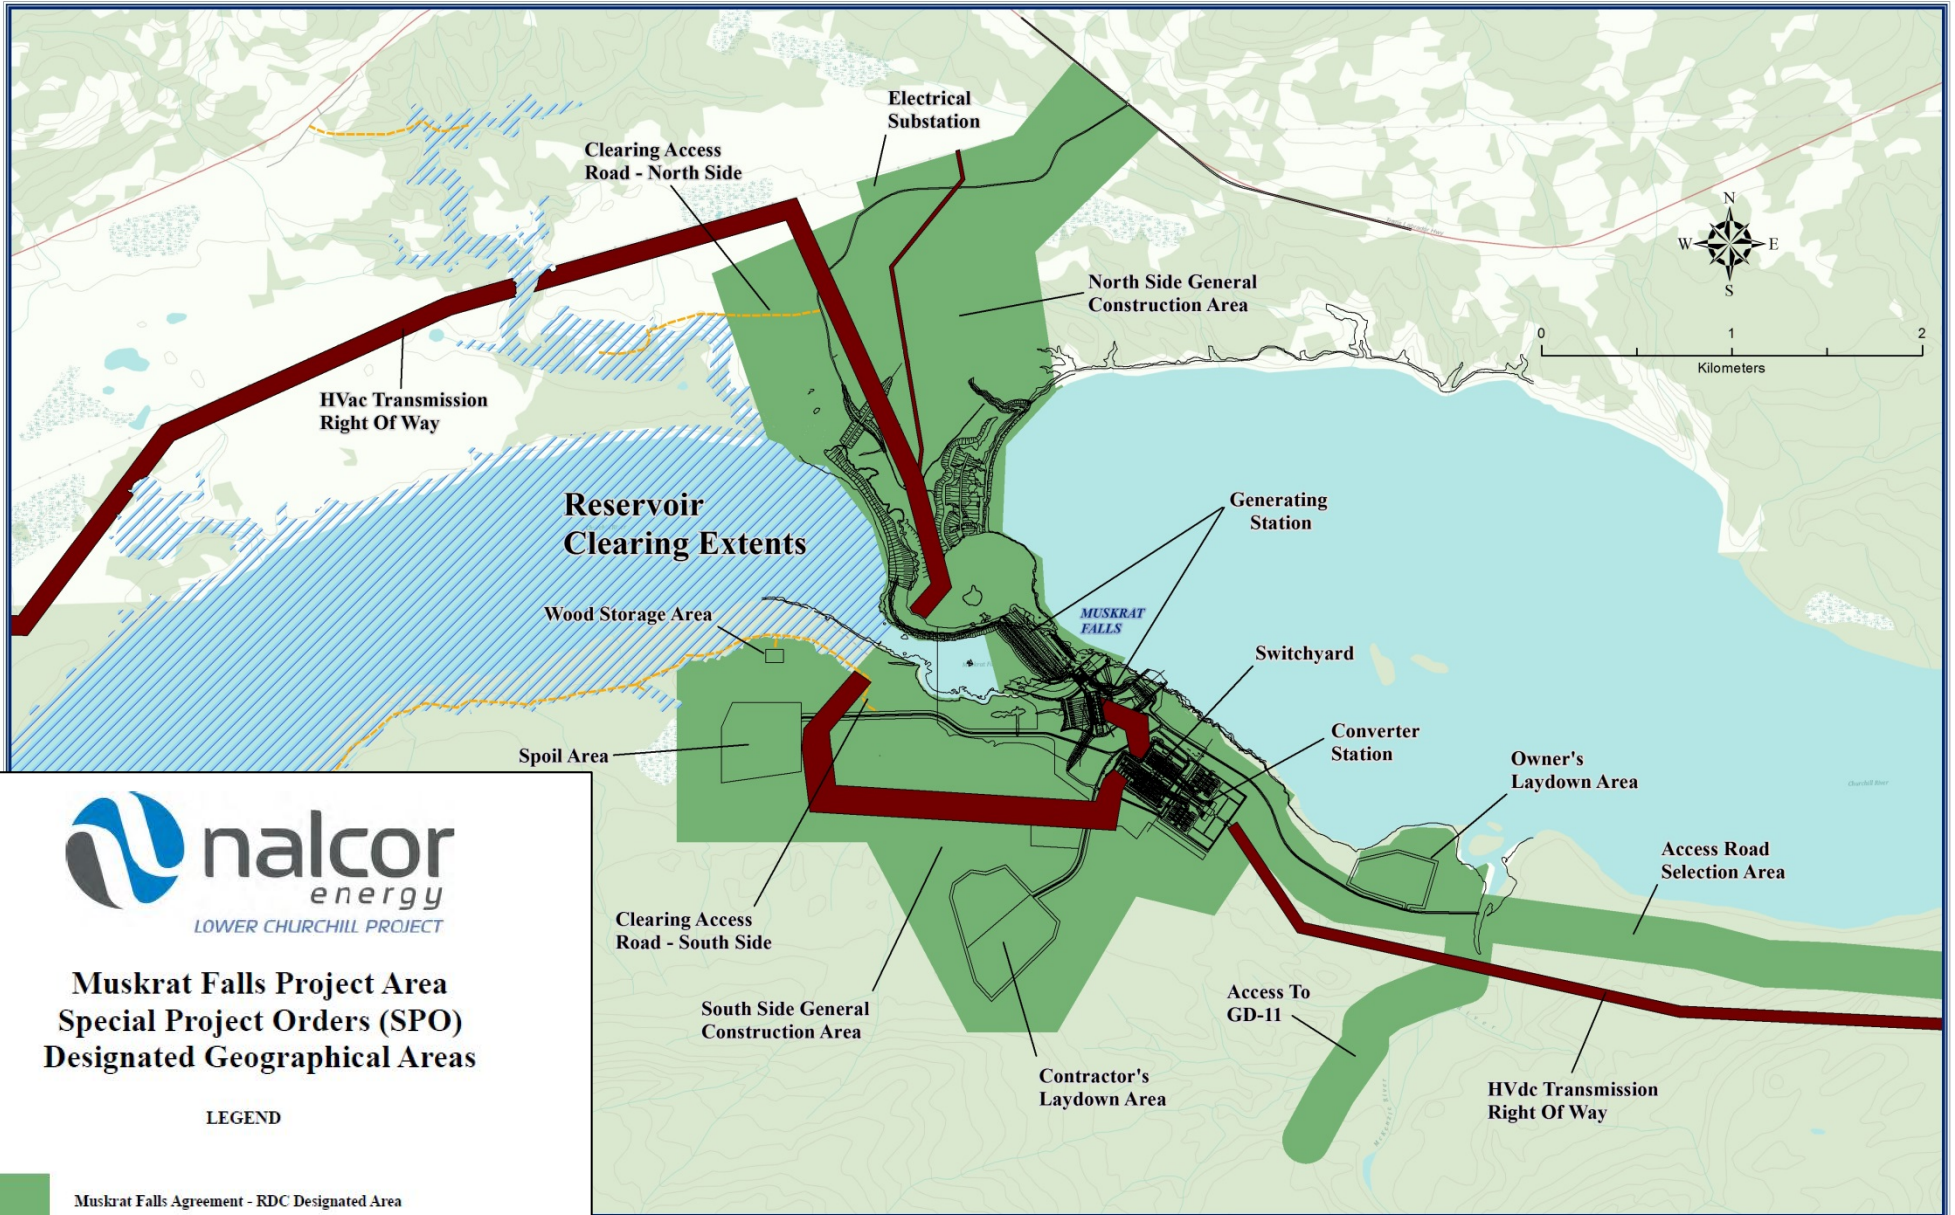 Electrical
Substation
Clearing Access
Road - North Side
N
W
E
S
North Side General
Construction Area
0
1
2
Kilometers
HVac Transmission
Right Of Way
Reservoir
Clearing Extents
Generating
Station
Wood Storage Area
MUSKRAT
FALLS
Switchyard
Spoil Area
Converter
Station
Owner's
Laydown Area
Churchill River
Access Road
Selection Area
nalcor
energy
LOWER CHURCHILL PROJECT
Clearing Access
Road - South Side
Muskrat Falls Project Area
Special Project Orders (SPO)
Designated Geographical Areas
South Side General
Construction Area
Access To
GD-11
Contractor's
Laydown Area
HVdc Transmission
Right Of Way
LEGEND
Muskrat Falls Agreement - RDC Designated Area